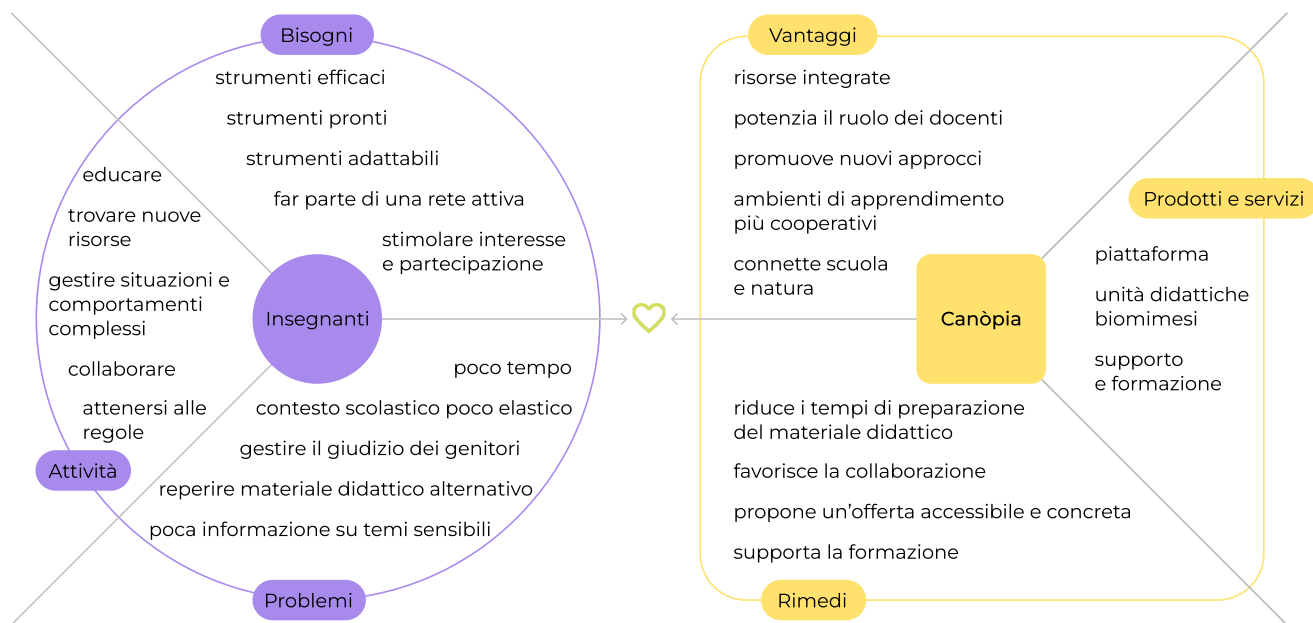 Bisogni
strumenti efficaci
strumenti pronti
strumenti adattabili
far parte di una rete attiva
stimolare interesse
e partecipazione
educare
trovare nuove
risorse
gestire situazioni e
comportamenti
complessi
collaborare
attenersi alle
regole
Attività
Insegnanti
poco tempo
contesto scolastico poco elastico
gestire il giudizio dei genitori
reperire materiale didattico alternativo
poca informazione su temi sensibili
Problemi
Vantaggi
risorse integrate
potenzia il ruolo dei docenti
promuove nuovi approcci
ambienti di apprendimento
più cooperativi
connette scuola
e natura
Canòpia
Prodotti e servizi
piattaforma
unità didattiche
biomimesi
supporto
e formazione
riduce i tempi di preparazione
del materiale didattico
favorisce la collaborazione
propone un’offerta accessibile e concreta
supporta la formazione
Rimedi